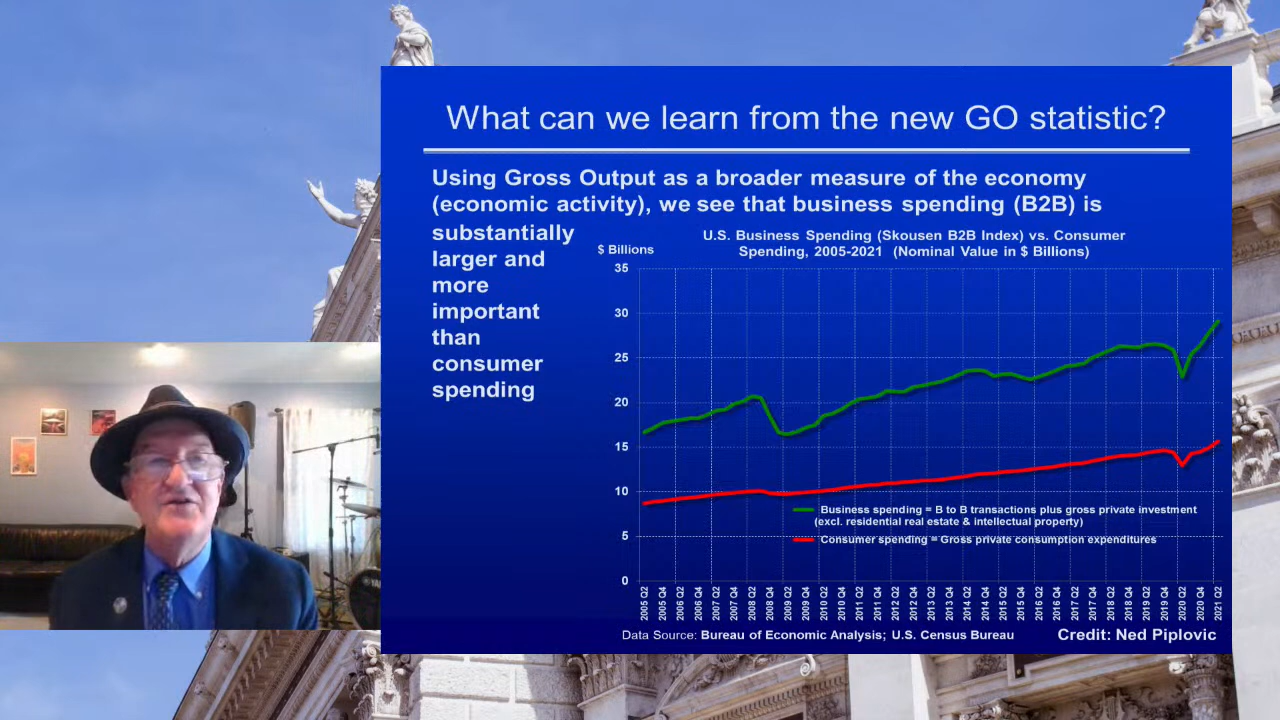 What can we learn from the new GO statistic?
Using Gross Output as a broader measure of the economy
(economic activity), we see that business spending (B2B) is
substantially
larger and
more
important
than
consumer
spending
$ Billions
U.S. Business Spending (Skousen B2B Index) vs. Consumer
Spending, 2005-2021 (Nominal Value in $ Billions)
35
30
25
20
15
10
5
0
Business spending = B to B transactions plus gross private investment
(excl. residential real estate & intellectual property)
Consumer spending = Gross private consumption expenditures
2005 Q2
2005 Q4
2006 Q2
2006 Q4
2007 Q2
2007 Q4
2008 Q2
2008 Q4
2009 Q2
2009 Q4
2010 Q2
2010 Q4
2011 Q2
2011 Q4
2012 Q2
2012 Q4
2013 Q2
2013 Q4
2014 Q2
2014 Q4
2015 Q2
2015 Q4
2016 Q2
2016 Q4
2017 Q2
2017 Q4
2018 Q2
2018 Q4
2019 Q2
2019 Q4
2020 Q2
2020 Q4
2021 Q2
Data Source: Bureau of Economic Analysis; U.S. Census Bureau
Credit: Ned Piplovic